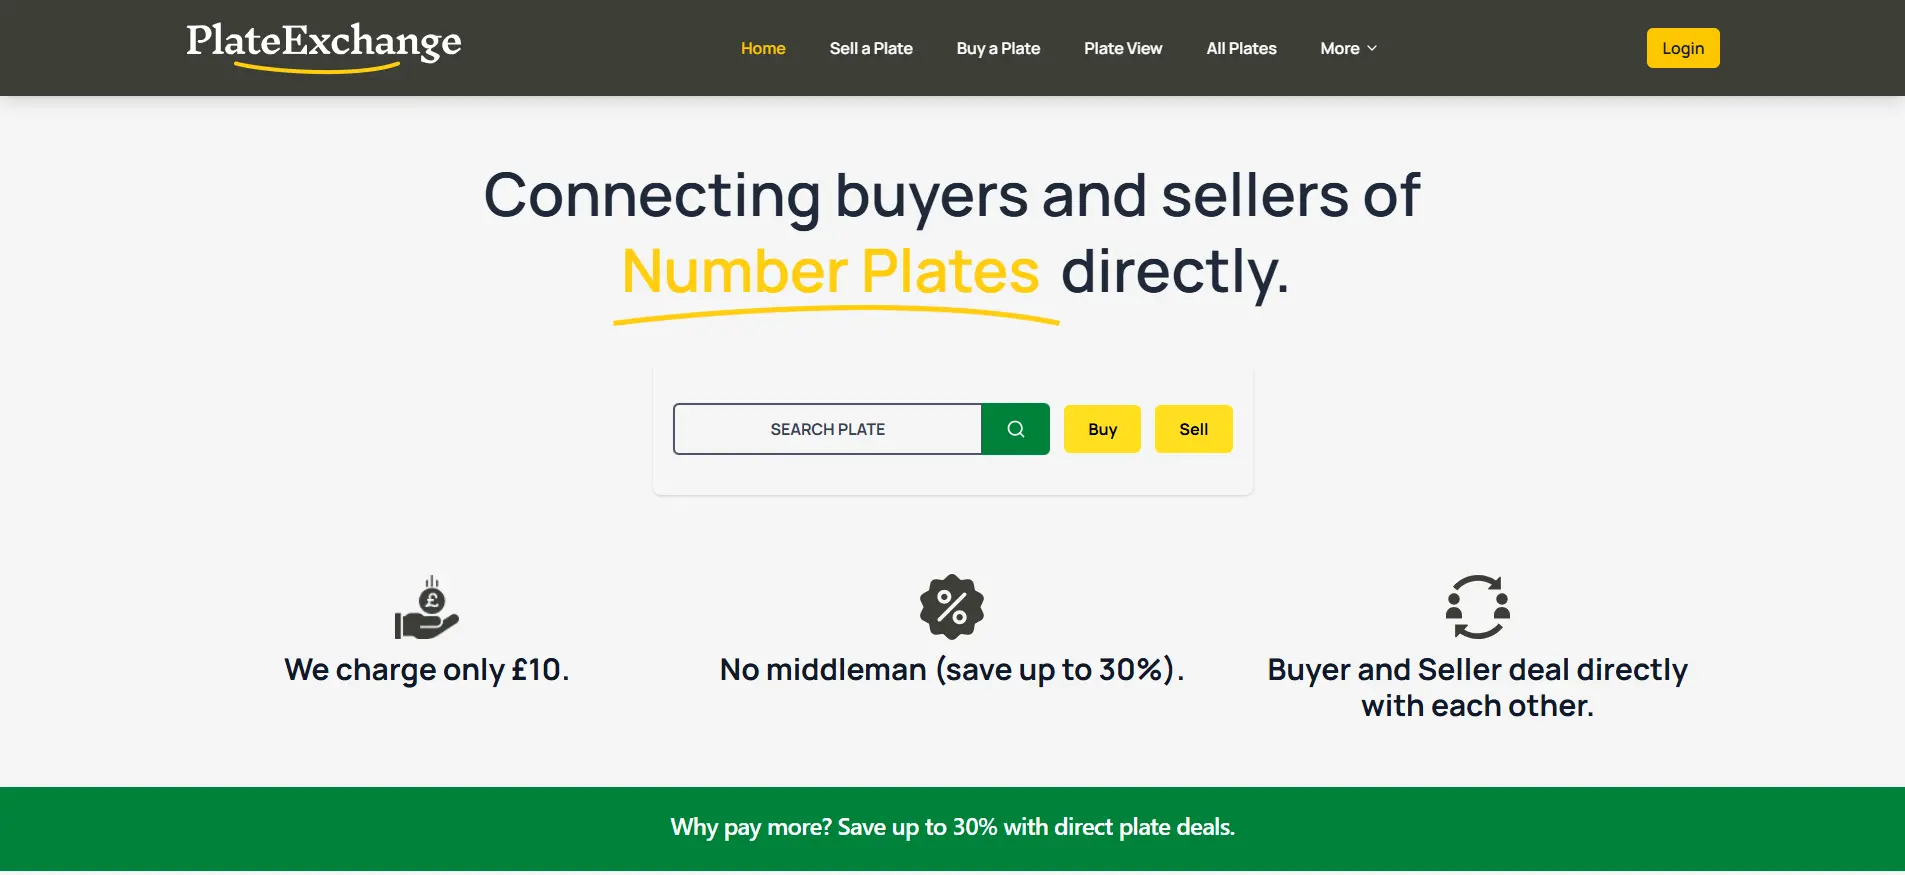 PlateExchange
Home
Sell a Plate
Buy a Plate
Plate View
All Plates
More
Login
Connecting buyers and sellers of
Number Plates directly.
SEARCH PLATE
Buy
Sell
£
%
We charge only £10.
No middleman (save up to 30%).
Buyer and Seller deal directly
with each other.
Why pay more? Save up to 30% with direct plate deals.